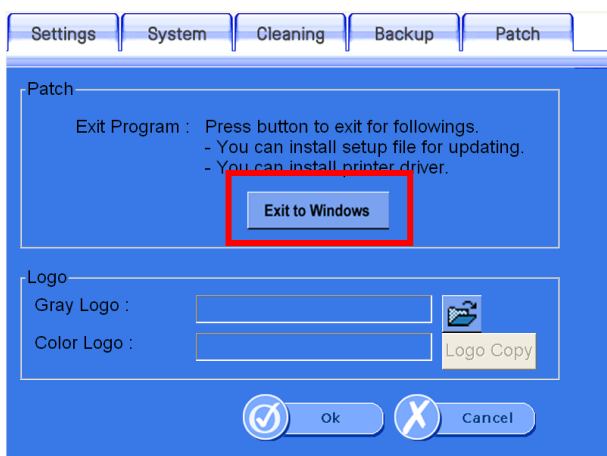 Settings System Cleaning Backup Patch
Patch
Exit Program : Press button to exit for followings.
- You can install setup file for updating.
- You can install printer driver.
Exit to Windows
Logo
Gray Logo :
Color Logo :
Logo Copy
Ok Cancel